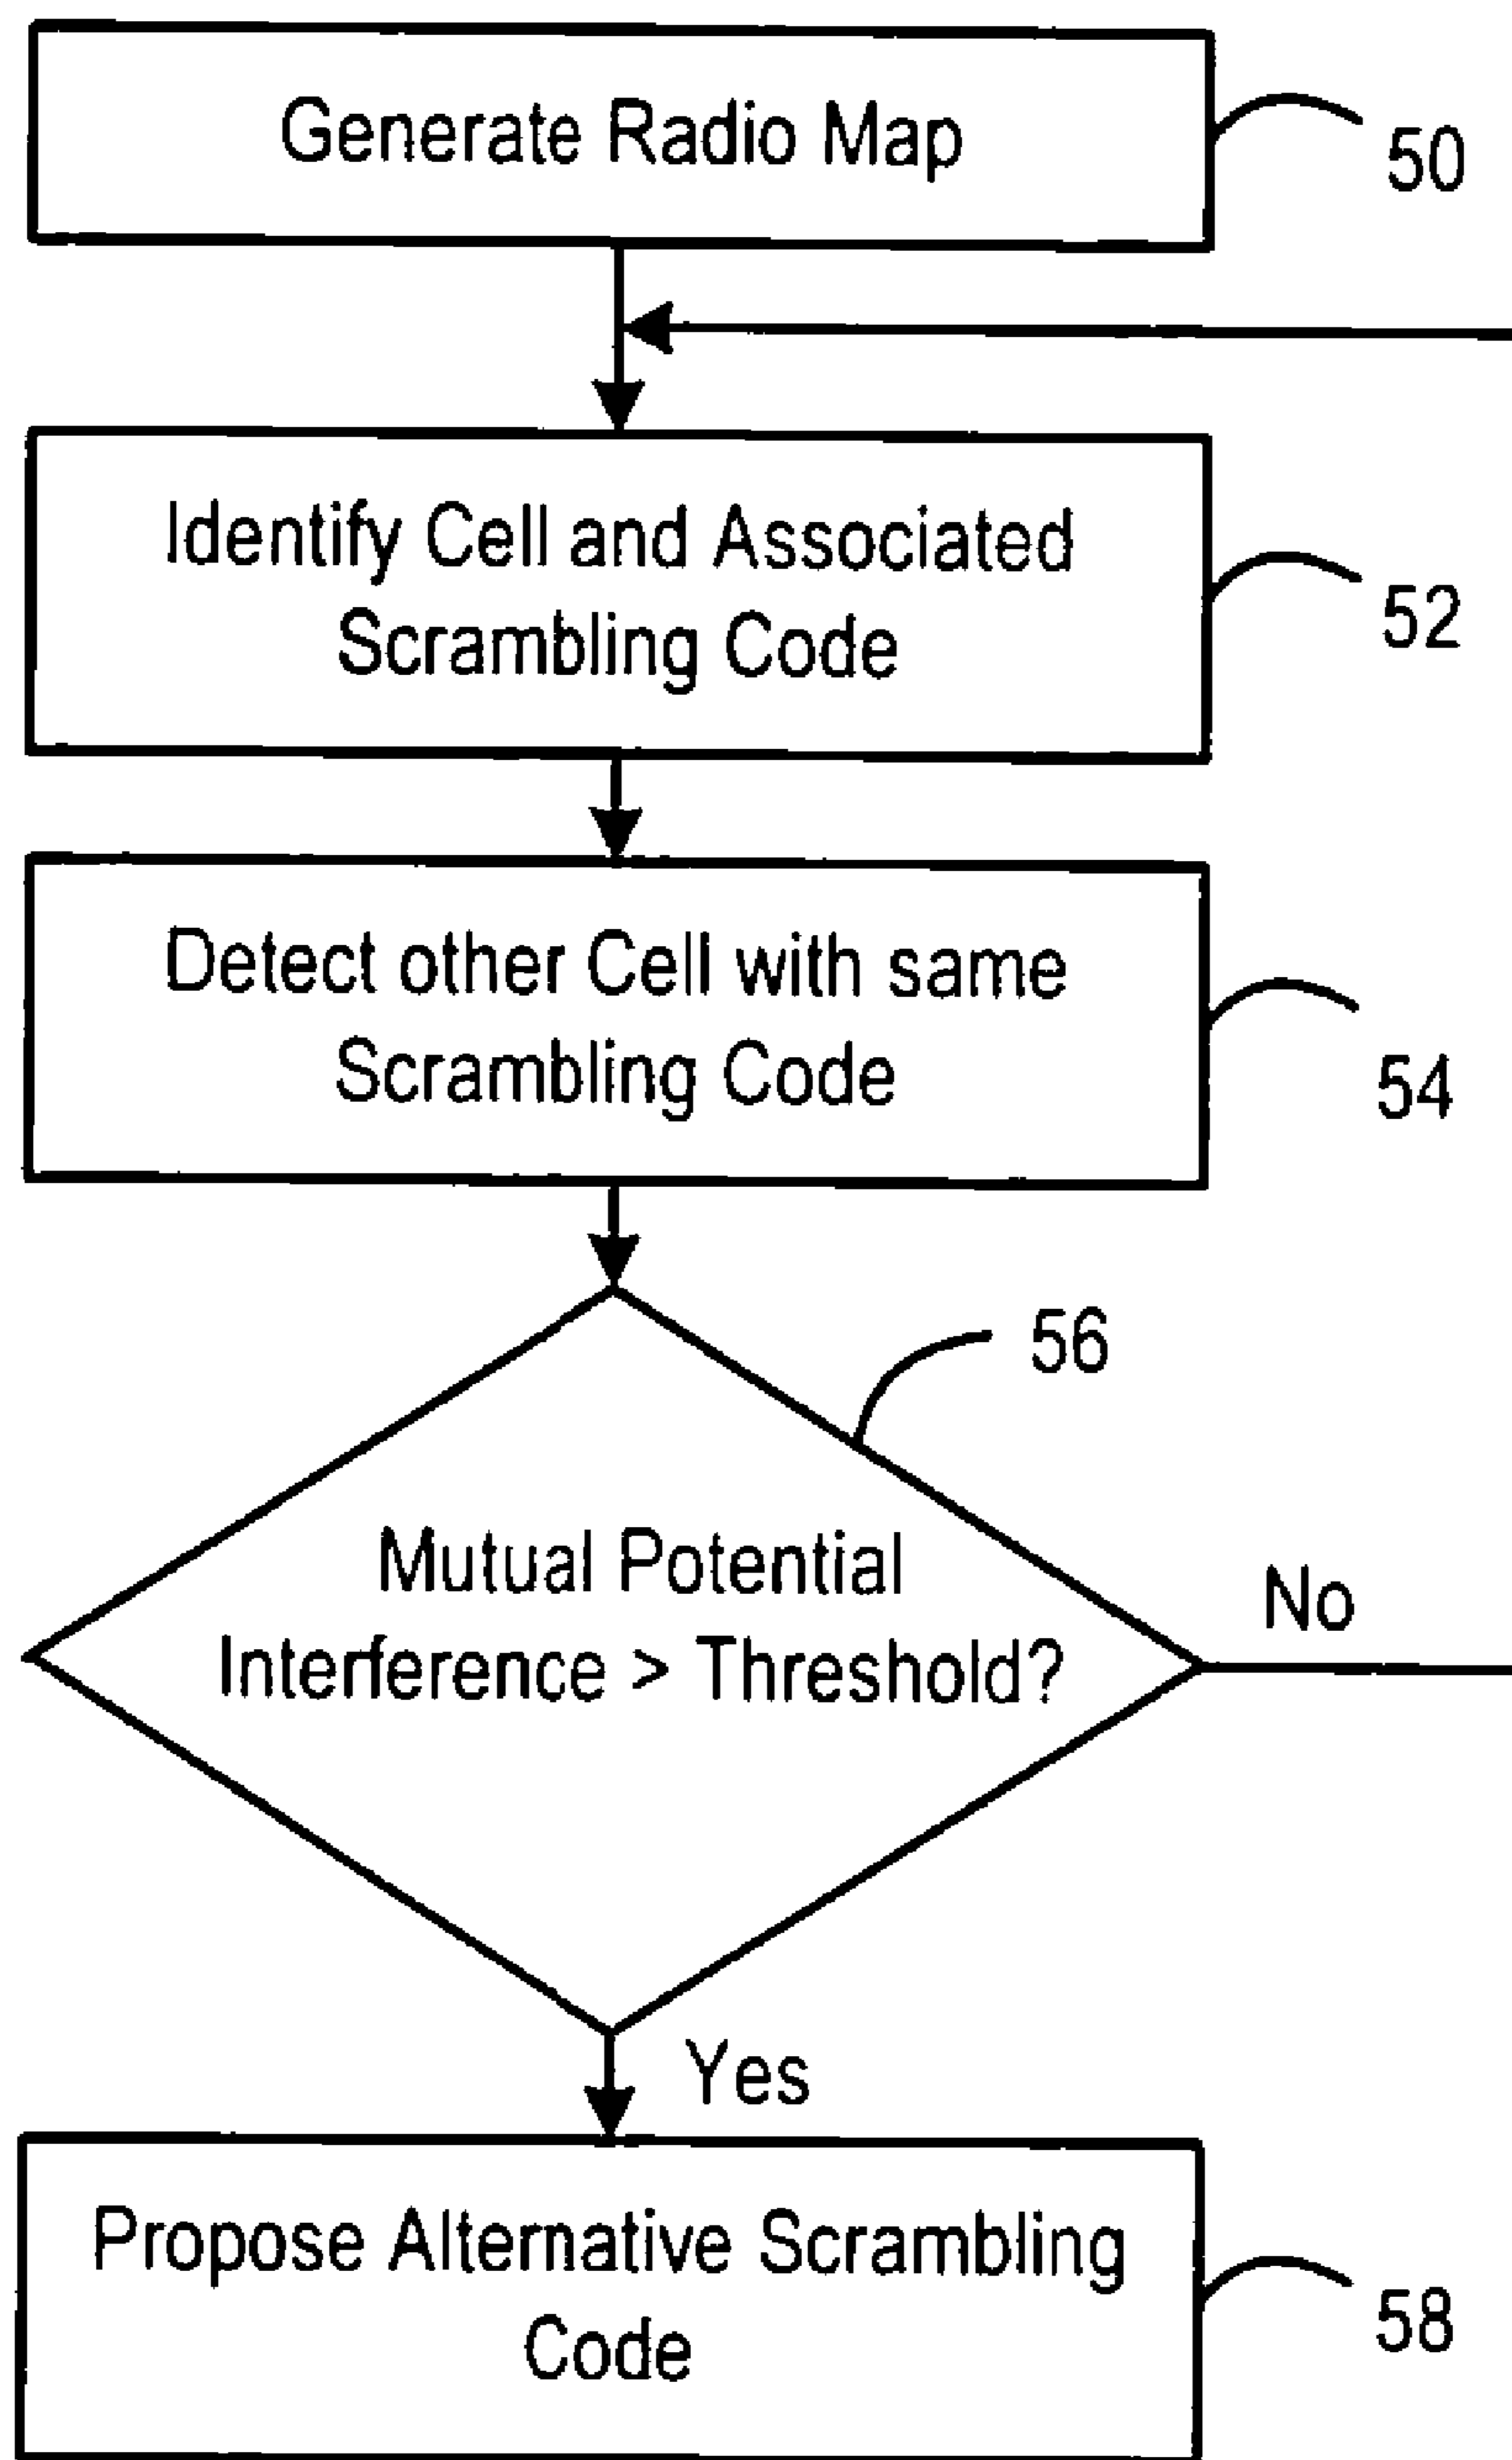 Generate Radio Map
50
Identify Cell and Associated
Scrambling Code
52
Detect other Cell with same
Scrambling Code
54
56
Mutual Potential
Interference > Threshold?
No
Yes
Propose Alternative Scrambling
Code
58